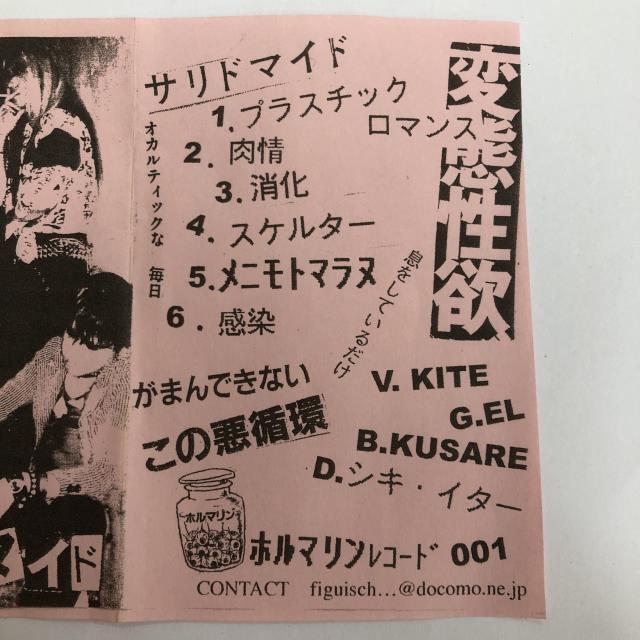 サリドマイド
変態性欲
1.プラスチック
ロマンス
2.肉情
3.消化
4.スケルター
5.メニモトマラヌ
6.感染
オカルティックな 毎日
息をしているだけ
がまんできない
この悪循環
V. KITE
G.EL
B.KUSARE
D.シキ・イター
ホルマリン
ホルマリンレコード 001
CONTACT figuisch...@docomo.ne.jp
ス
マイド